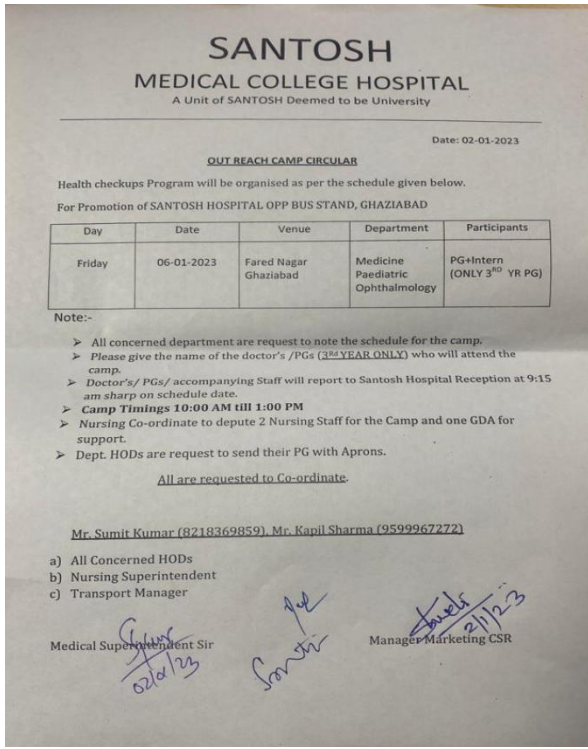 SANTOSH
MEDICAL COLLEGE HOSPITAL
A Unit of SANTOSH Deemed to be University
Date: 02-01-2023
OUT REACH CAMP CIRCULAR
Health checkups Program will be organised as per the schedule given below.
For Promotion of SANTOSH HOSPITAL OPP BUS STAND, GHAZIABAD
Day Date Venue Department Participants
Friday 06-01-2023 Fared Nagar Medicine PG+Intern
Ghaziabad Paediatric (ONLY 3RD YR PG)
Ophthalmology
Note:-
➢ All concerned department are request to note the schedule for the camp.
➢ Please give the name of the doctor's /PGs (3Rd YEAR ONLY) who will attend the
camp.
➢ Doctor's/ PGs/ accompanying Staff will report to Santosh Hospital Reception at 9:15
am sharp on schedule date.
➢ Camp Timings 10:00 AM till 1:00 PM
➢ Nursing Co-ordinate to depute 2 Nursing Staff for the Camp and one GDA for
support.
➢ Dept. HODs are request to send their PG with Aprons.
All are requested to Co-ordinate.
Mr. Sumit Kumar (8218369859), Mr. Kapil Sharma (9599967272)
a) All Concerned HODs
b) Nursing Superintendent
c) Transport Manager
Medical Superintendent Sir Manager Marketing CSR
02/01/23 2/1/23